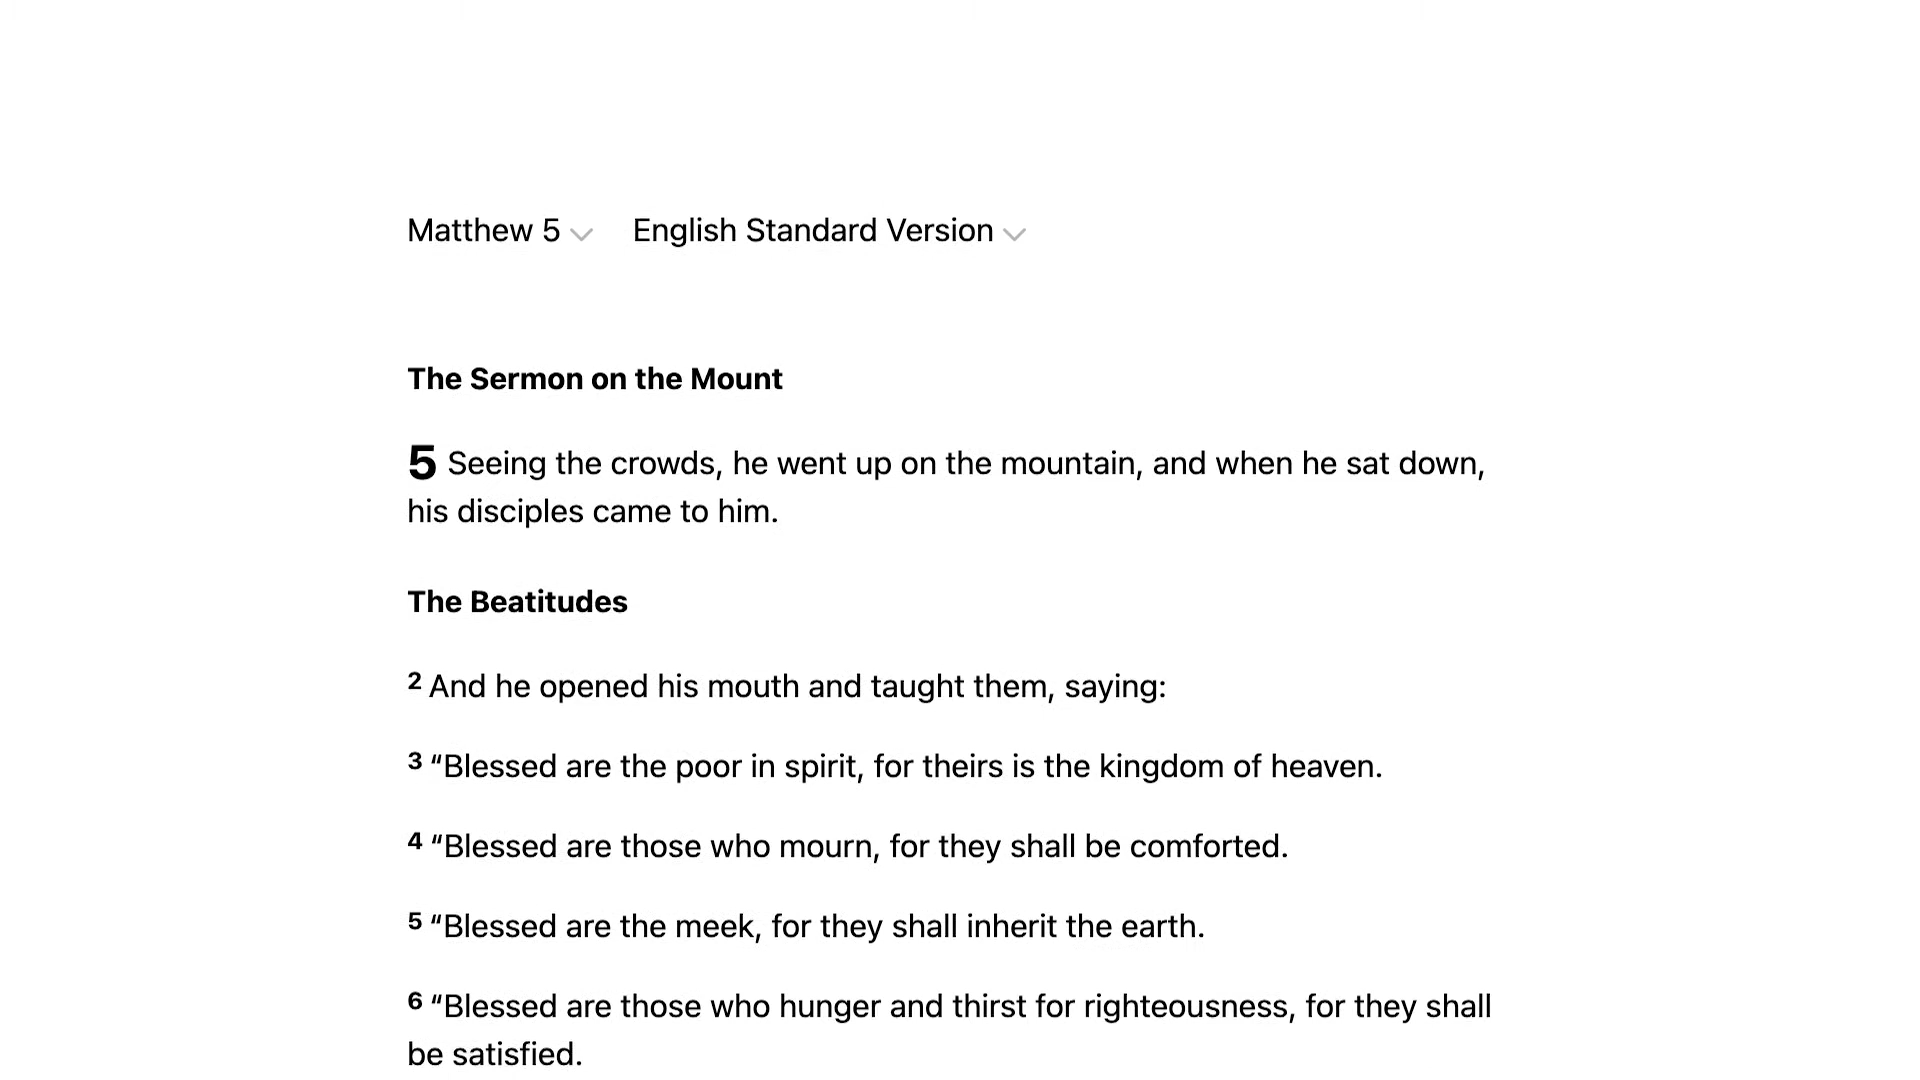 Matthew 5 English Standard Version
The Sermon on the Mount
5 Seeing the crowds, he went up on the mountain, and when he sat down,
his disciples came to him.
The Beatitudes
2 And he opened his mouth and taught them, saying:
3 “Blessed are the poor in spirit, for theirs is the kingdom of heaven.
4 “Blessed are those who mourn, for they shall be comforted.
5 “Blessed are the meek, for they shall inherit the earth.
6 “Blessed are those who hunger and thirst for righteousness, for they shall
be satisfied.